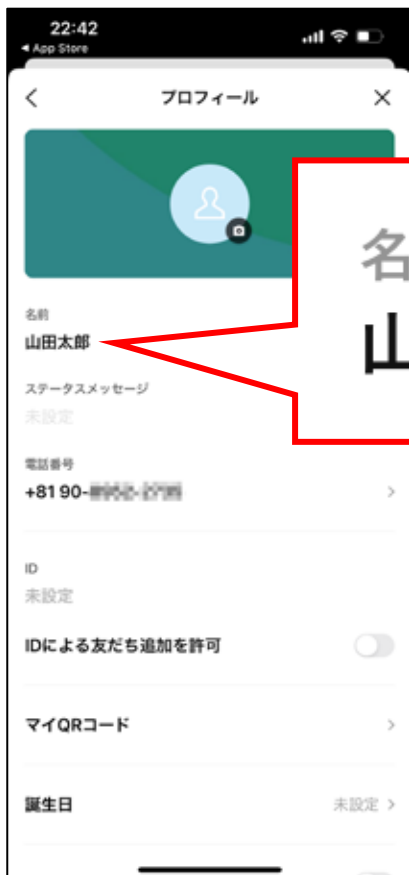 22:42
◀ App Store
プロフィール
名前
山田太郎
ステータスメッセージ
未設定
電話番号
+81 90-
ID
未設定
IDによる友だち追加を許可
マイQRコード
誕生日
未設定
名
山